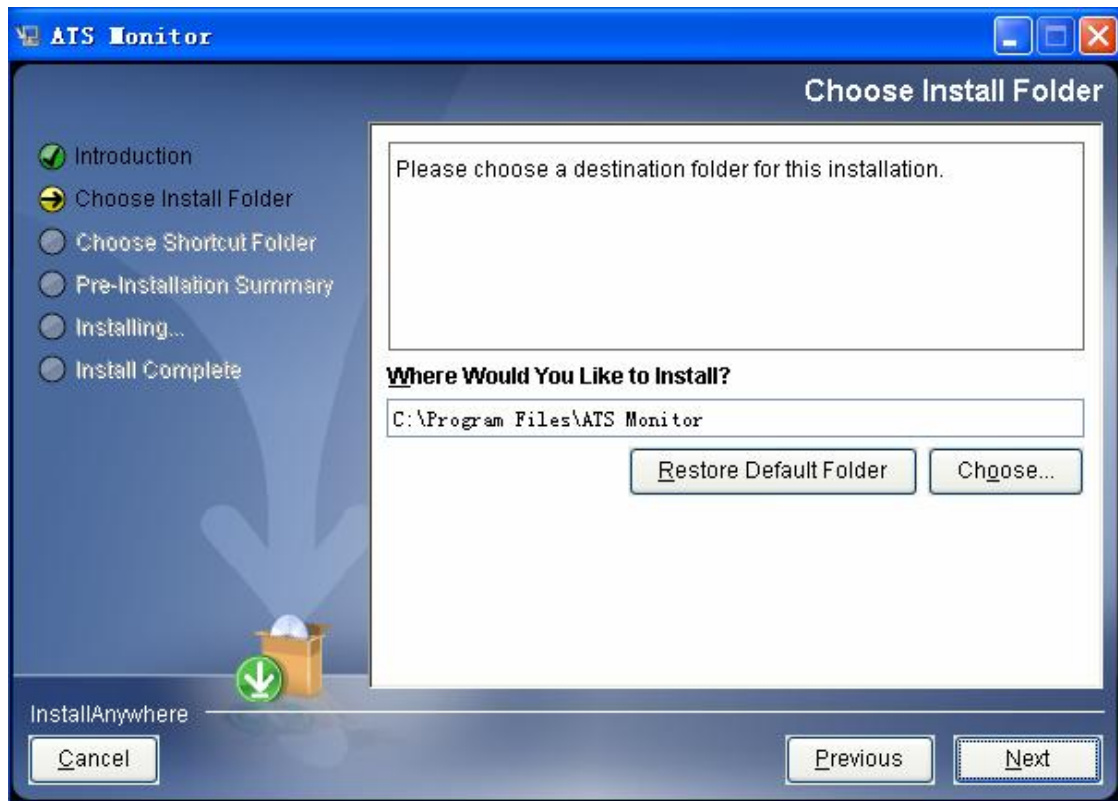 ATS Monitor
Choose Install Folder
Introduction
Choose Install Folder
Choose Shortcut Folder
Pre-Installation Summary
Installing...
Install Complete
Please choose a destination folder for this installation.
Where Would You Like to Install?
C:\Program Files\ATS Monitor
Restore Default Folder
Choose...
InstallAnywhere
Cancel
Previous
Next